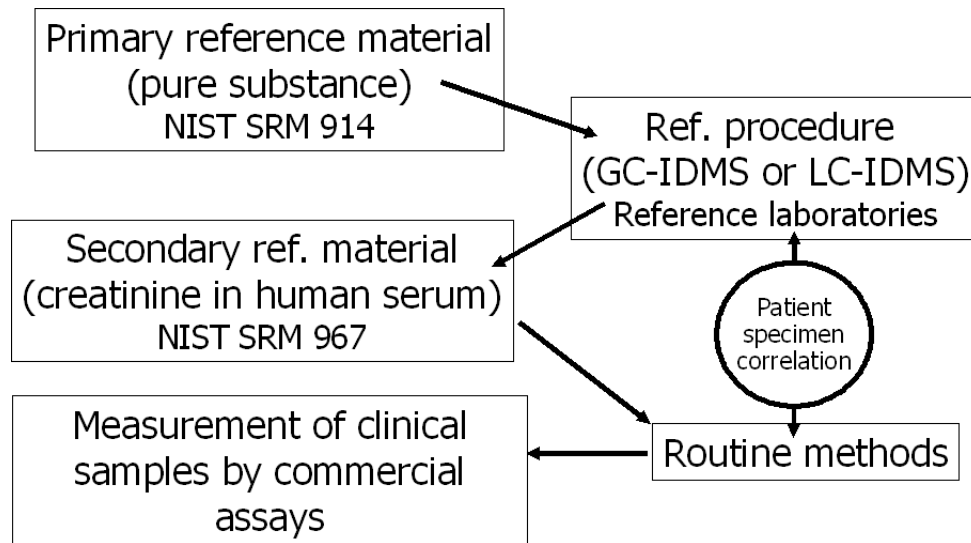 Primary reference material
(pure substance)
NIST SRM 914
Ref. procedure
(GC-IDMS or LC-IDMS)
Reference laboratories
Secondary ref. material
(creatinine in human serum)
NIST SRM 967
Patient
specimen
correlation
Measurement of clinical
samples by commercial
assays
Routine methods